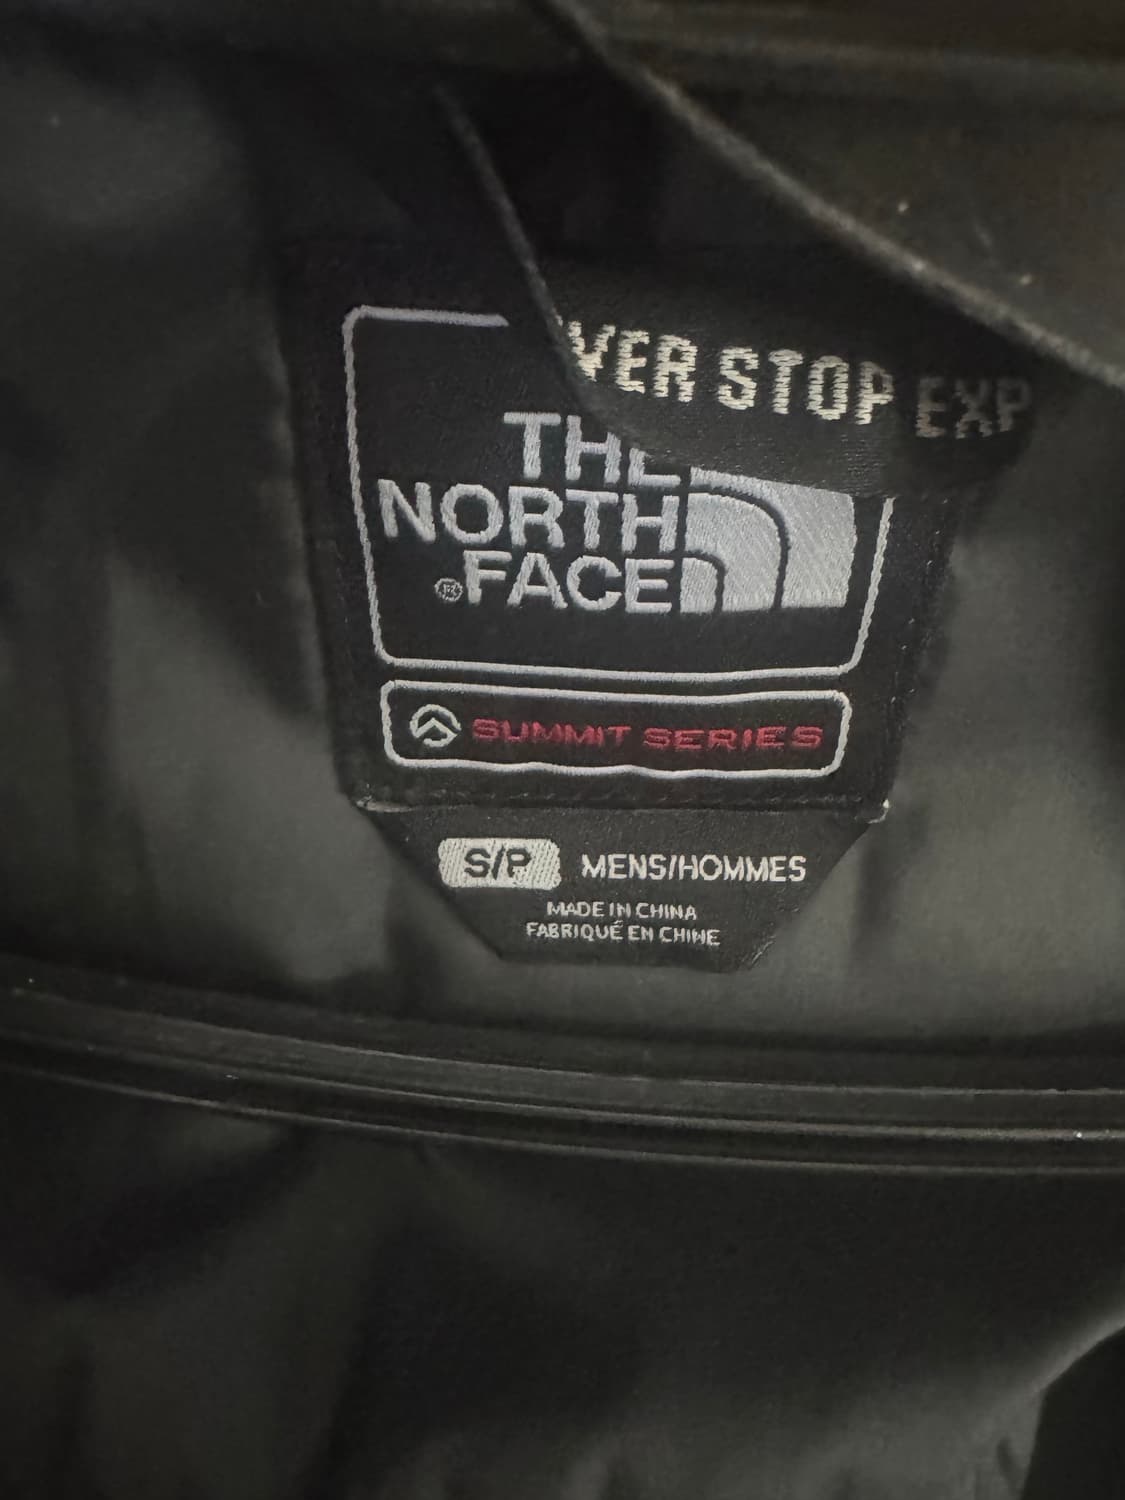 VER STOP EXP
THE
NORTH
®FACE
SUMMIT SERIES
S/P MENS/HOMMES
MADE IN CHINA
FABRIQUÉ EN CHINE